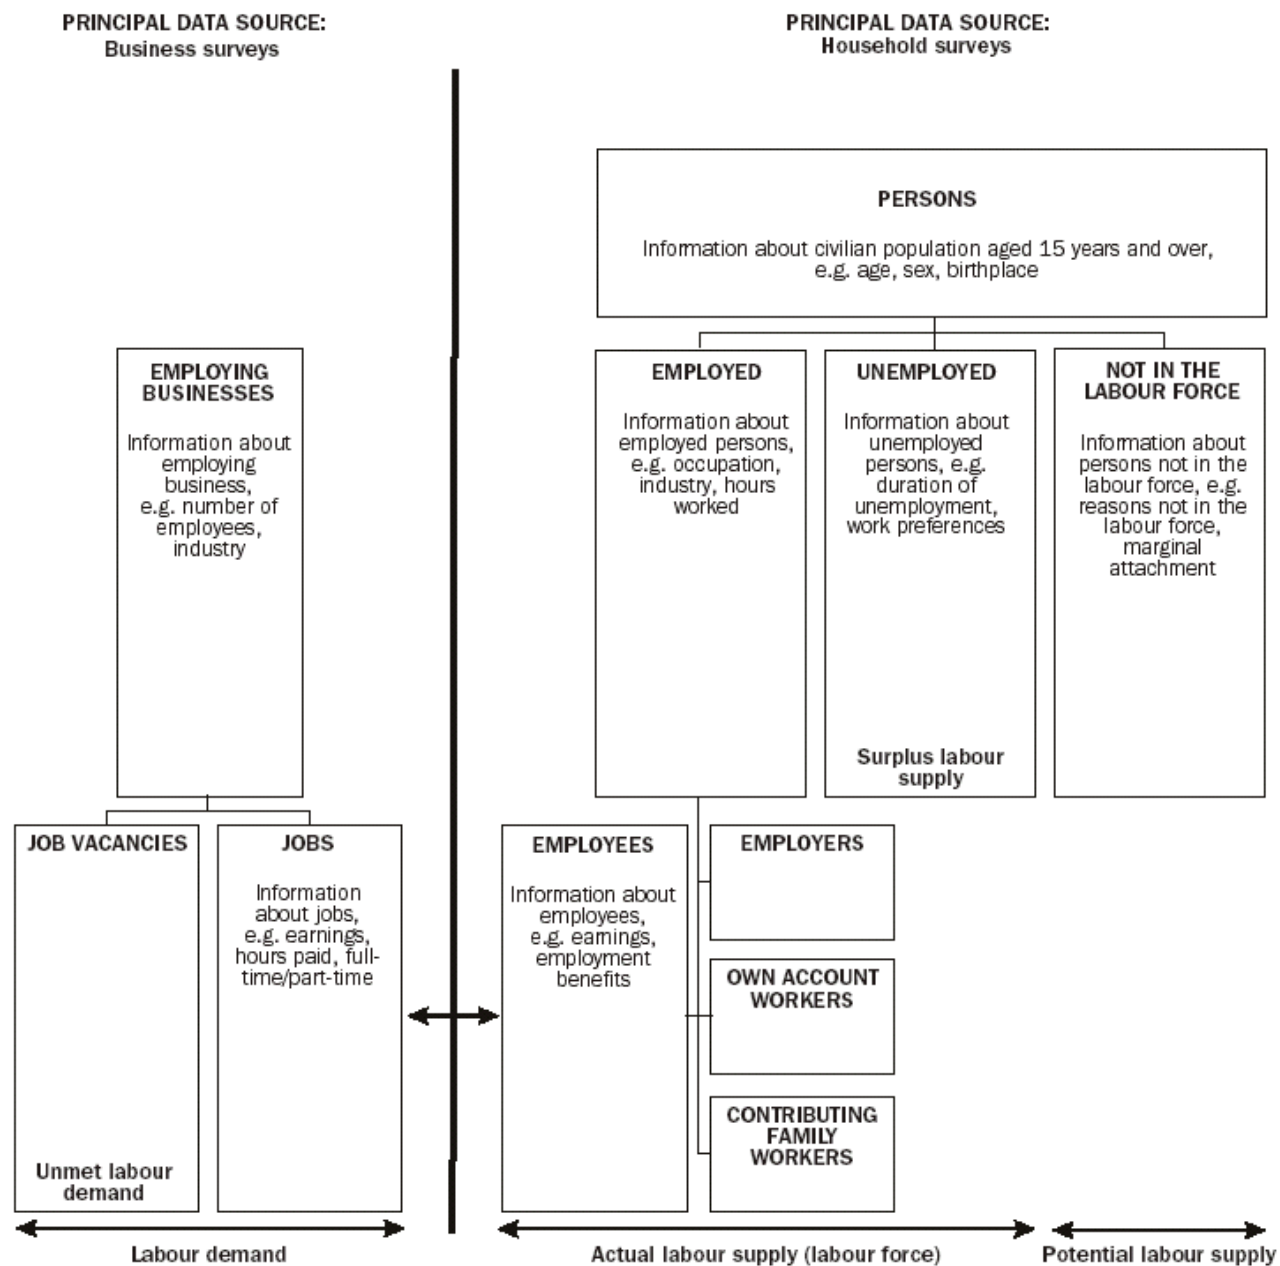 PRINCIPAL DATA SOURCE:
Business surveys
PRINCIPAL DATA SOURCE:
Household surveys
PERSONS
Information about civilian population aged 15 years and over,
e.g. age, sex, birthplace
EMPLOYING
BUSINESSES
Information about
employing
business,
e.g. number of
employees,
industry
EMPLOYED
Information about
employed persons,
e.g. occupation,
industry, hours
worked
UNEMPLOYED
Information about
unemployed
persons, e.g.
duration of
unemployment,
work preferences
Surplus labour
supply
NOT IN THE
LABOUR FORCE
Information about
persons not in the
labour force, e.g.
reasons not in the
labour force,
marginal
attachment
JOB VACANCIES
Unmet labour
demand
JOBS
Information
about jobs,
e.g. earnings,
hours paid, full-
time/part-time
EMPLOYEES
Information about
employees,
e.g. earnings,
employment
benefits
EMPLOYERS
OWN ACCOUNT
WORKERS
CONTRIBUTING
FAMILY
WORKERS
Labour demand
Actual labour supply (labour force)
Potential labour supply